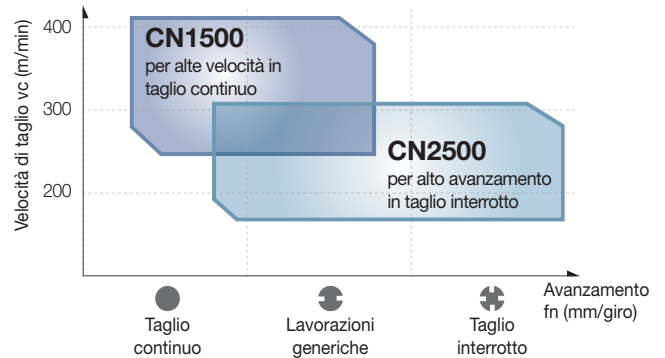 Velocità di taglio vc (m/min)
400
300
200
CN1500
per alte velocità in
taglio continuo
CN2500
per alto avanzamento
in taglio interrotto
Avanzamento
fn (mm/giro)
Taglio
continuo
Lavorazioni
generiche
Taglio
interrotto